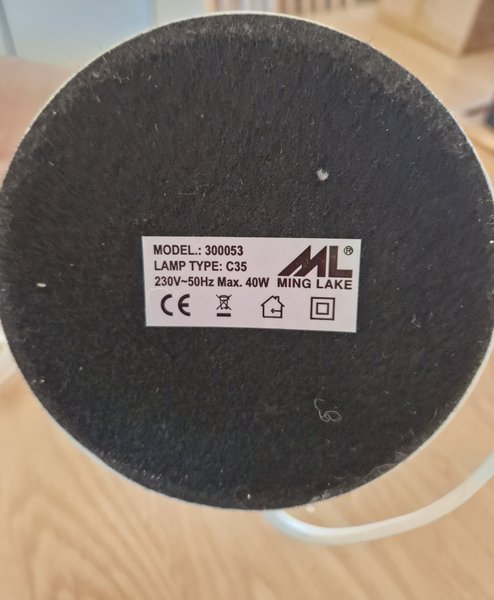 MODEL.: 300053
LAMP TYPE: C35
230V~50Hz Max. 40W
CE
ML®
MING LAKE